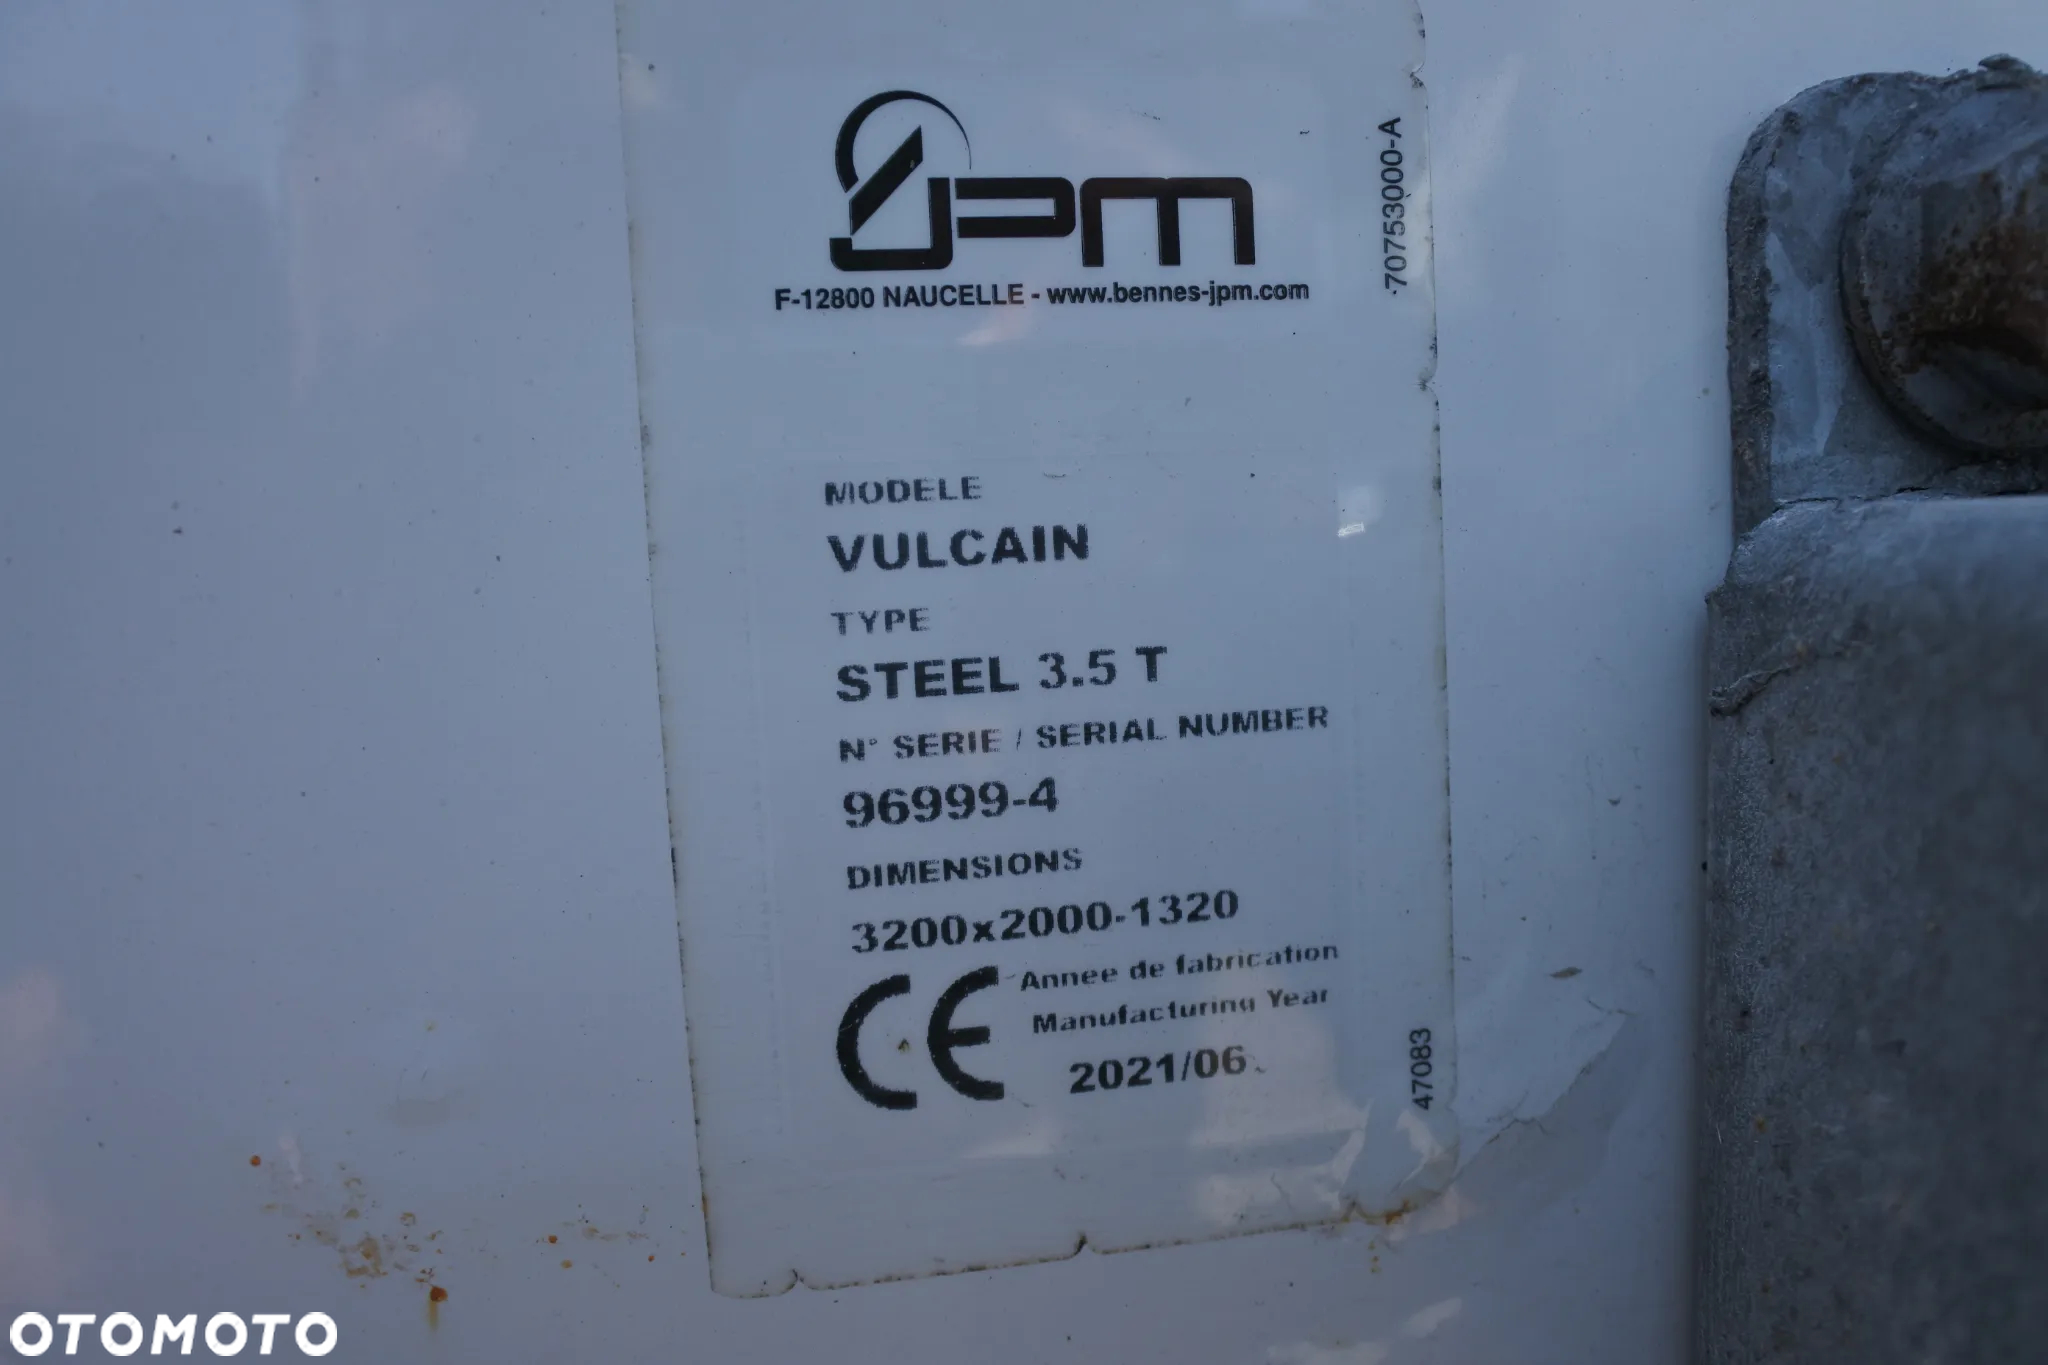 JPM
F-12800 NAUCELLE - www.bennes-jpm.com
70753000-A
MODELE
VULCAIN
TYPE
STEEL 3.5 T
N° SERIE / SERIAL NUMBER
96999-4
DIMENSIONS
3200x2000-1320
CE
Annee de fabrication
Manufacturing Year
2021/06
47083
OTOMOTO